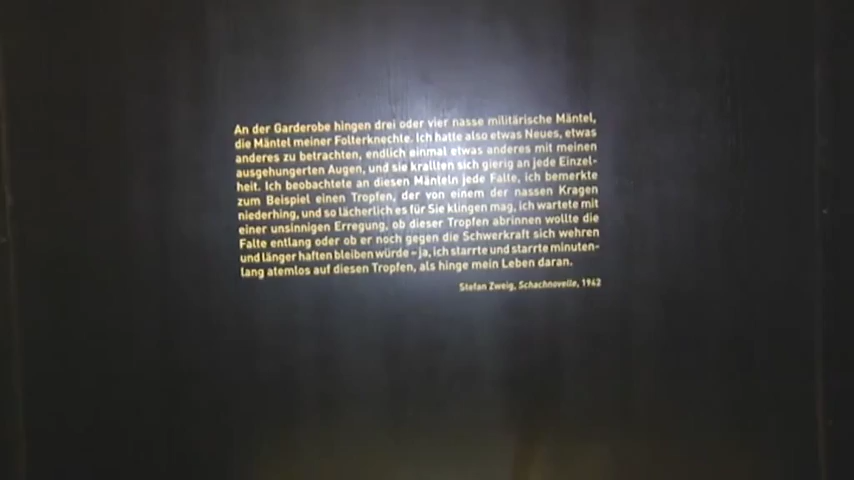 An der Garderobe hingen drei oder vier nasse militärische Mäntel,
die Mäntel meiner Folterknechte. Ich hatte also etwas Neues, etwas
anderes zu betrachten, endlich einmal etwas anderes mit meinen
ausgehungerten Augen, und sie krallten sich gierig an jede Einzel-
heit. Ich beobachtete an diesen Mänteln jede Falte, ich bemerkte
zum Beispiel einen Tropfen, der von einem der nassen Kragen
niederhing, und so lächerlich es für Sie klingen mag, ich wartete mit
einer unsinnigen Erregung, ob dieser Tropfen abrinnen wollte die
Falte entlang oder ob er noch gegen die Schwerkraft sich wehren
und länger haften bleiben würde – ja, ich starrte und starrte minuten-
lang atemlos auf diesen Tropfen, als hinge mein Leben daran.
Stefan Zweig, Schachnovelle, 1942